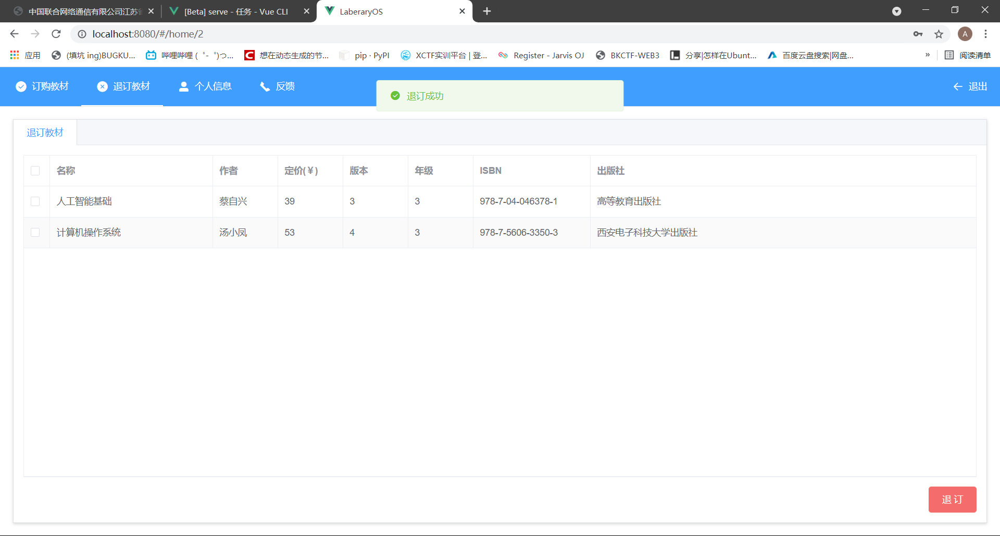 中国联合网络通信有限公司江苏
[Beta] serve - 任务 - Vue CLI
LaberaryOS
localhost:8080/#/home/2
A
应用
(填坑 ing)BUGKU...
哔哩哔哩 ( ゜- ゜)つ...
想在动态生成的节...
pip · PyPI
XCTF实训平台 | 登...
Register - Jarvis OJ
BKCTF-WEB3
分享|怎样在Ubunt...
百度云盘搜索|网盘...
»
阅读清单
订购教材
退订教材
个人信息
反馈
退订成功
退出
退订教材
名称 作者 定价(￥) 版本 年级 ISBN 出版社
人工智能基础 蔡自兴 39 3 3 978-7-04-046378-1 高等教育出版社
计算机操作系统 汤小凤 53 4 3 978-7-5606-3350-3 西安电子科技大学出版社
退 订